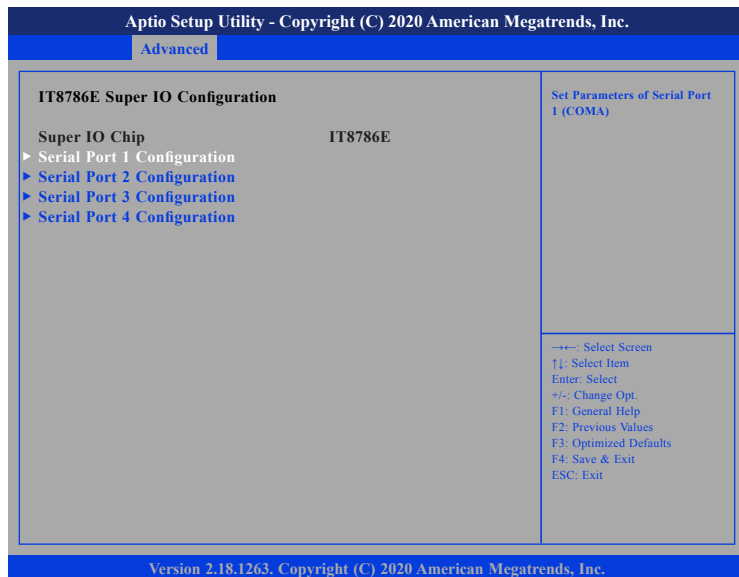 Aptio Setup Utility - Copyright (C) 2020 American Megatrends, Inc.
Advanced
IT8786E Super IO Configuration
Super IO Chip IT8786E
▶ Serial Port 1 Configuration
▶ Serial Port 2 Configuration
▶ Serial Port 3 Configuration
▶ Serial Port 4 Configuration
Set Parameters of Serial Port
1 (COMA)
→←: Select Screen
↑↓: Select Item
Enter: Select
+/-: Change Opt.
F1: General Help
F2: Previous Values
F3: Optimized Defaults
F4: Save & Exit
ESC: Exit
Version 2.18.1263. Copyright (C) 2020 American Megatrends, Inc.